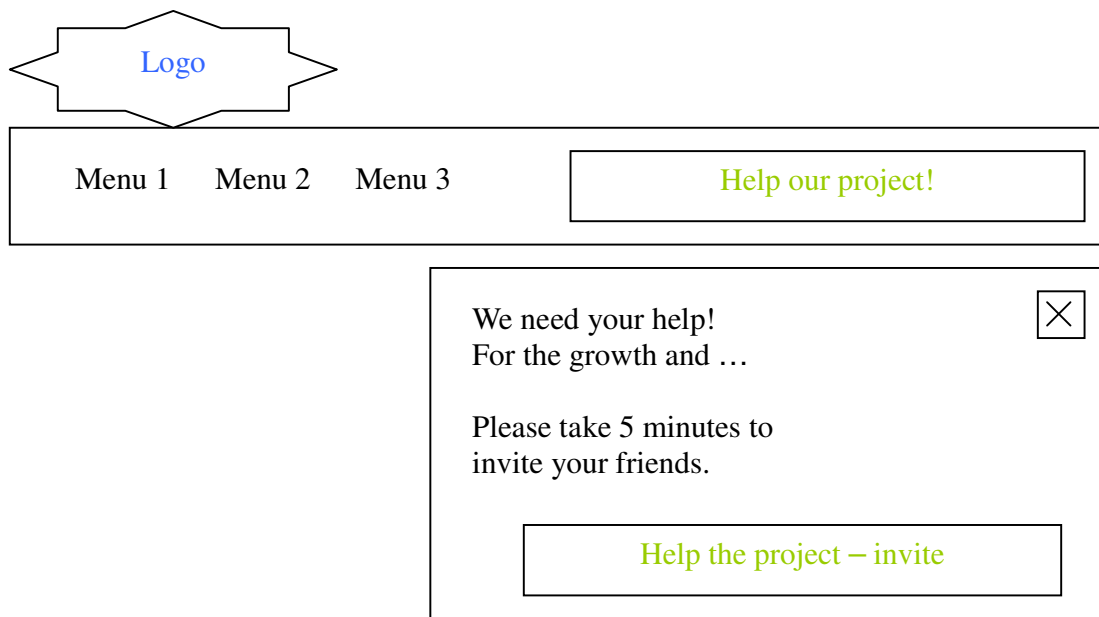 Logo
Menu 1 Menu 2 Menu 3 Help our project!
We need your help!
For the growth and …
Please take 5 minutes to
invite your friends.
Help the project – invite